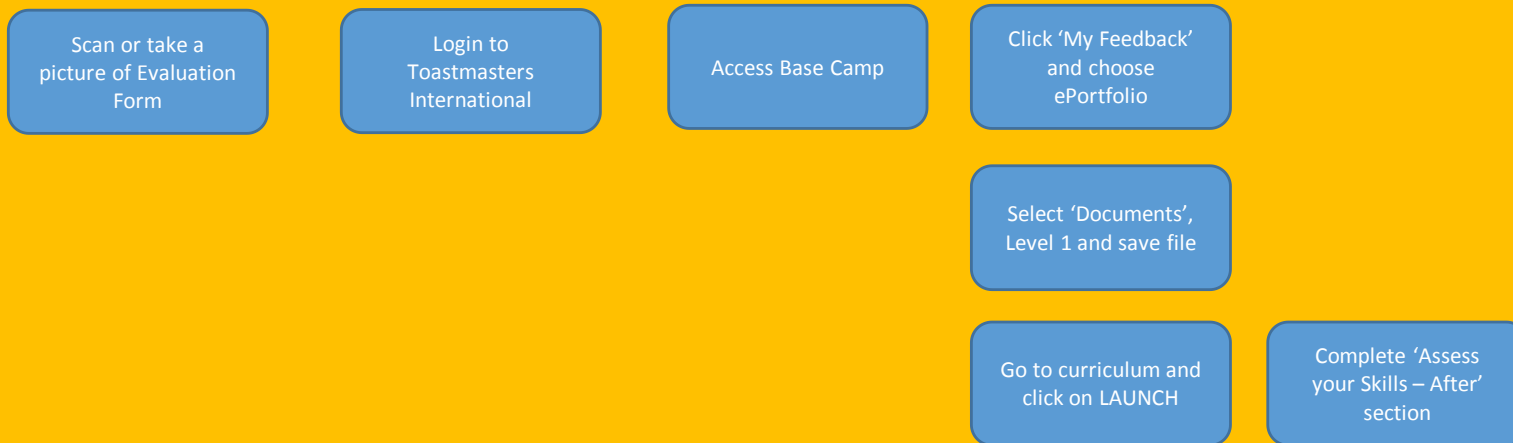 Scan or take a
picture of Evaluation
Form
Login to
Toastmasters
International
Access Base Camp
Click ‘My Feedback’
and choose
ePortfolio
Select ‘Documents’,
Level 1 and save file
Go to curriculum and
click on LAUNCH
Complete ‘Assess
your Skills – After’
section